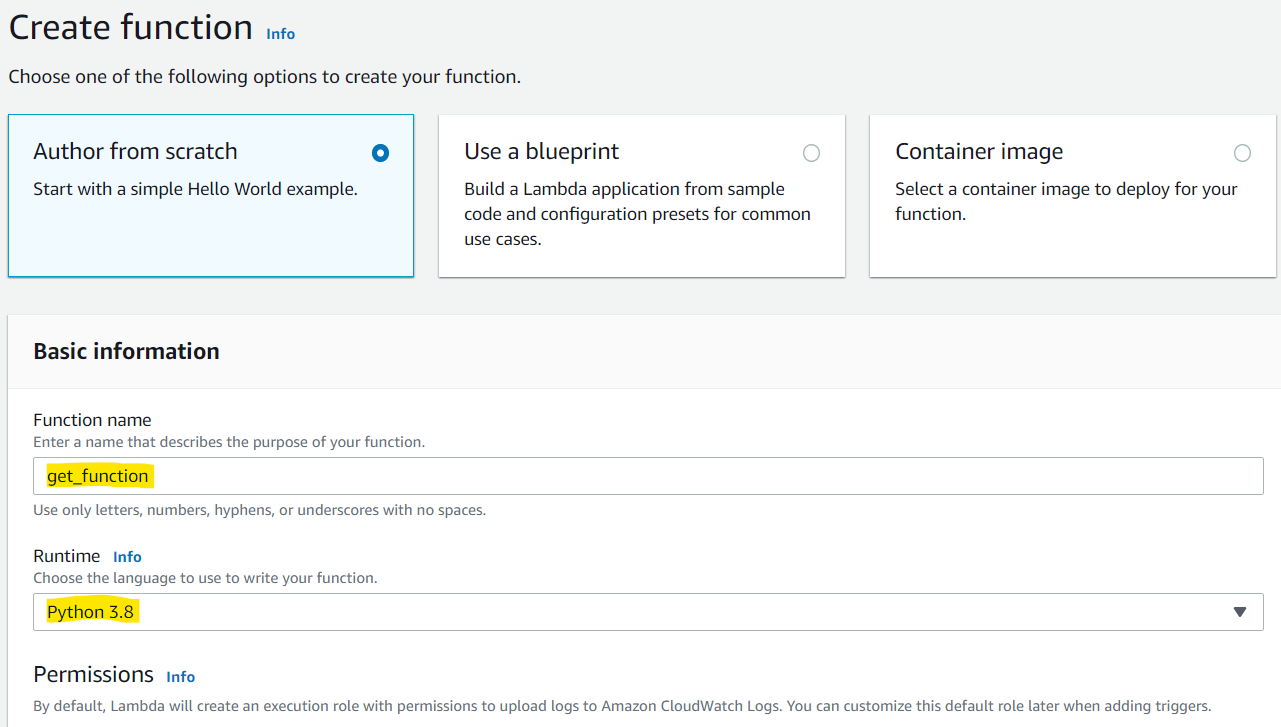 Create function Info
Choose one of the following options to create your function.
Author from scratch
Start with a simple Hello World example.
Use a blueprint
Build a Lambda application from sample
code and configuration presets for common
use cases.
Container image
Select a container image to deploy for your
function.
Basic information
Function name
Enter a name that describes the purpose of your function.
get_function
Use only letters, numbers, hyphens, or underscores with no spaces.
Runtime Info
Choose the language to use to write your function.
Python 3.8
Permissions Info
By default, Lambda will create an execution role with permissions to upload logs to Amazon CloudWatch Logs. You can customize this default role later when adding triggers.